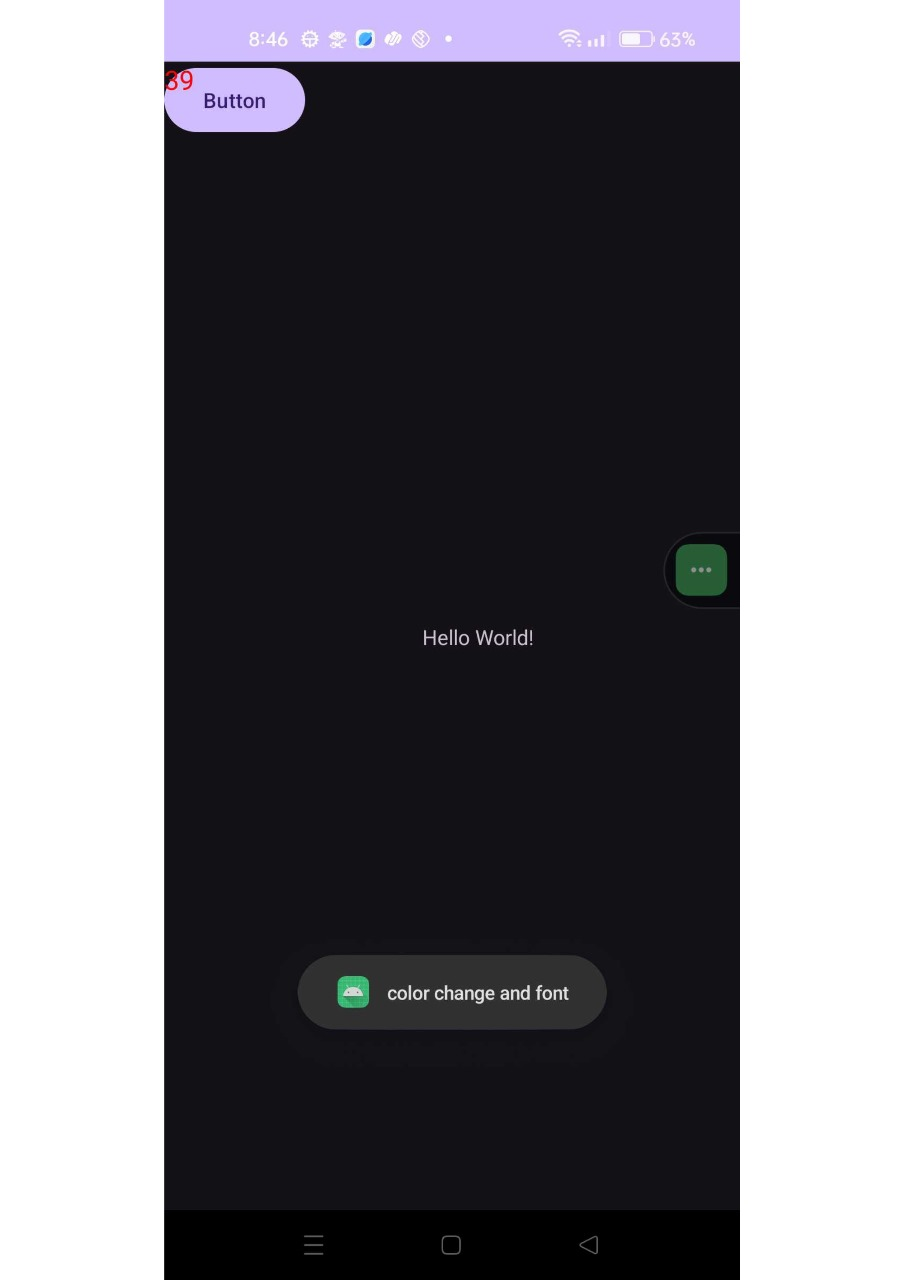 8:46 63%
39
Button
Hello World!
color change and font